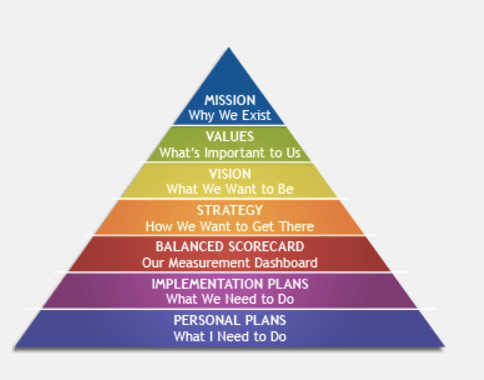 MISSION
Why We Exist
VALUES
What's Important to Us
VISION
What We Want to Be
STRATEGY
How We Want to Get There
BALANCED SCORECARD
Our Measurement Dashboard
IMPLEMENTATION PLANS
What We Need to Do
PERSONAL PLANS
What I Need to Do